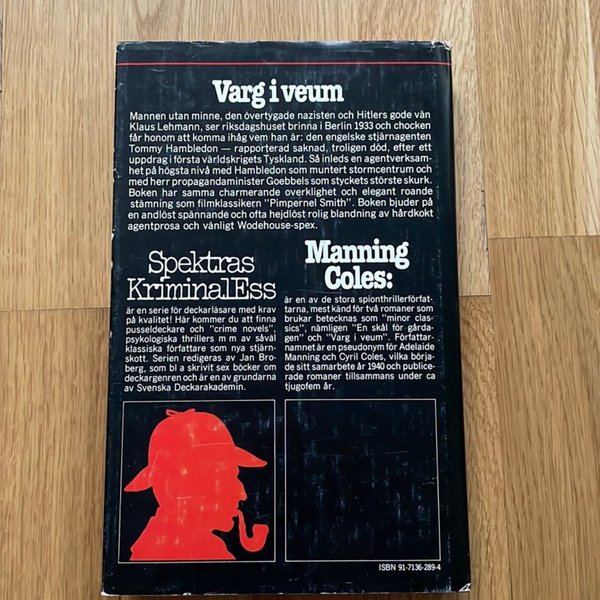 Varg i veum
Mannen utan minne, den övertygade nazisten och Hitlers gode vän
Klaus Lehmann, ser riksdagshuset brinna i Berlin 1933 och chocken
får honom att komma ihåg vem han är: den engelske stjärnagenten
Tommy Hambledon — rapporterad saknad, troligen död, efter ett
uppdrag i första världskrigets Tyskland. Så inleds en agentverksam-
het på högsta nivå med Hambledon som muntert stormcentrum och
med herr propagandaminister Goebbels som styckets störste skurk.
Boken har samma charmerande overklighet och elegant roande
stämning som filmklassikern "Pimpernel Smith". Boken bjuder på
en andlöst spännande och ofta hejdlöst rolig blandning av hårdkokt
agentprosa och vänligt Wodehouse-spex.
Spektras
KriminalEss
är en serie för deckarläsare med krav
på kvalitet! Här kommer du att finna
pusseldeckare och "crime novels",
psykologiska thrillers m m av såväl
klassiska författare som nya stjärn-
skott. Serien redigeras av Jan Bro-
berg, som bl a skrivit sex böcker om
deckargenren och är en av grundarna
av Svenska Deckarakademin.
Manning
Coles:
är en av de stora spionthrillerförfat-
tarna, mest känd för två romaner som
brukar betecknas som "minor clas-
sics", nämligen "En skål för gårda-
gen" och "Varg i veum". Författar-
namnet är en pseudonym för Adelaide
Manning och Cyril Coles, vilka börja-
de sitt samarbete år 1940 och publice-
rade romaner tillsammans under ca
tjugofem år.
ISBN 91-7136-289-4